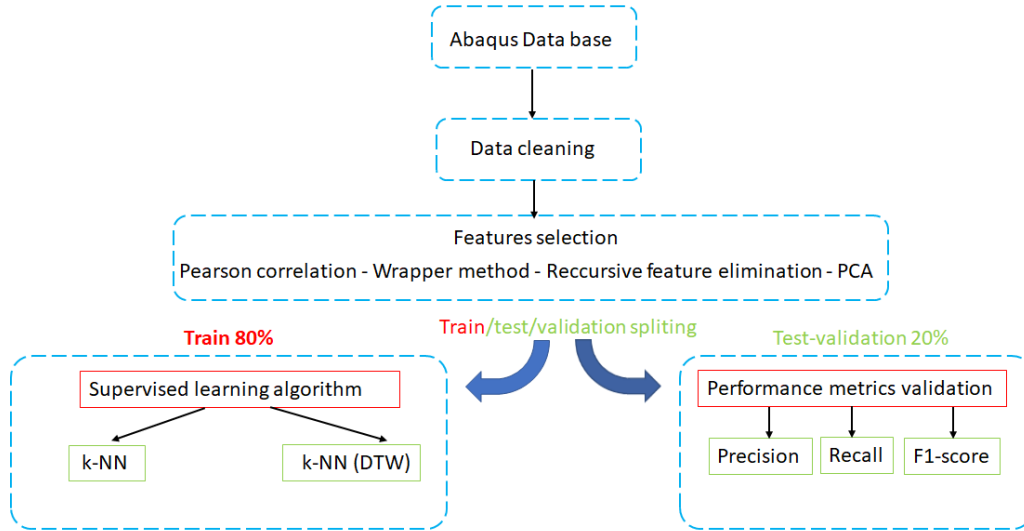 Abaqus Data base
Data cleaning
Features selection
Pearson correlation - Wrapper method - Reccursive feature elimination - PCA
Train/test/validation spliting
Train 80%
Test-validation 20%
Supervised learning algorithm
k-NN
k-NN (DTW)
Performance metrics validation
Precision
Recall
F1-score